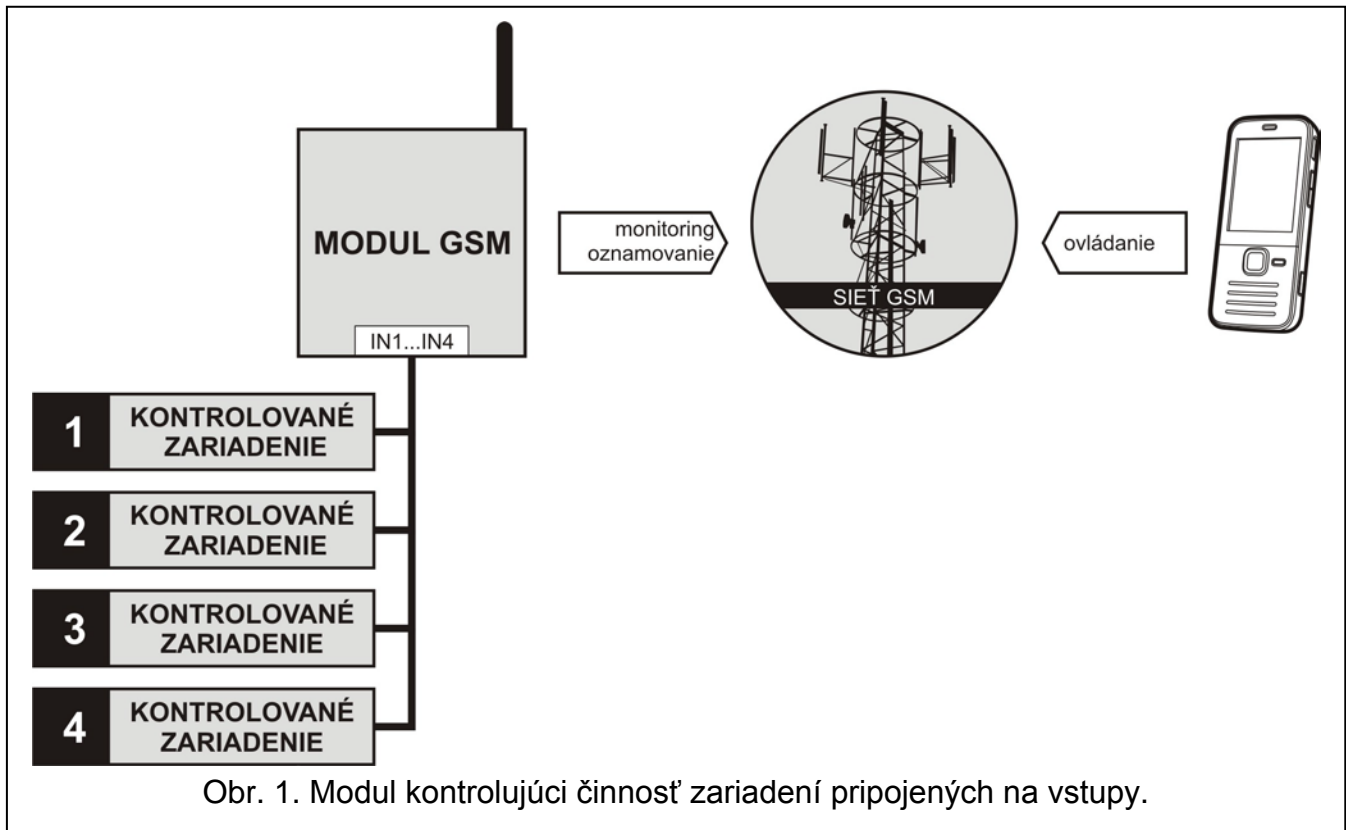 MODUL GSM
IN1...IN4
monitoring
oznamovanie
SIEŤ GSM
ovládanie
1
KONTROLOVANÉ
ZARIADENIE
2
KONTROLOVANÉ
ZARIADENIE
3
KONTROLOVANÉ
ZARIADENIE
4
KONTROLOVANÉ
ZARIADENIE
Obr. 1. Modul kontrolujúci činnosť zariadení pripojených na vstupy.